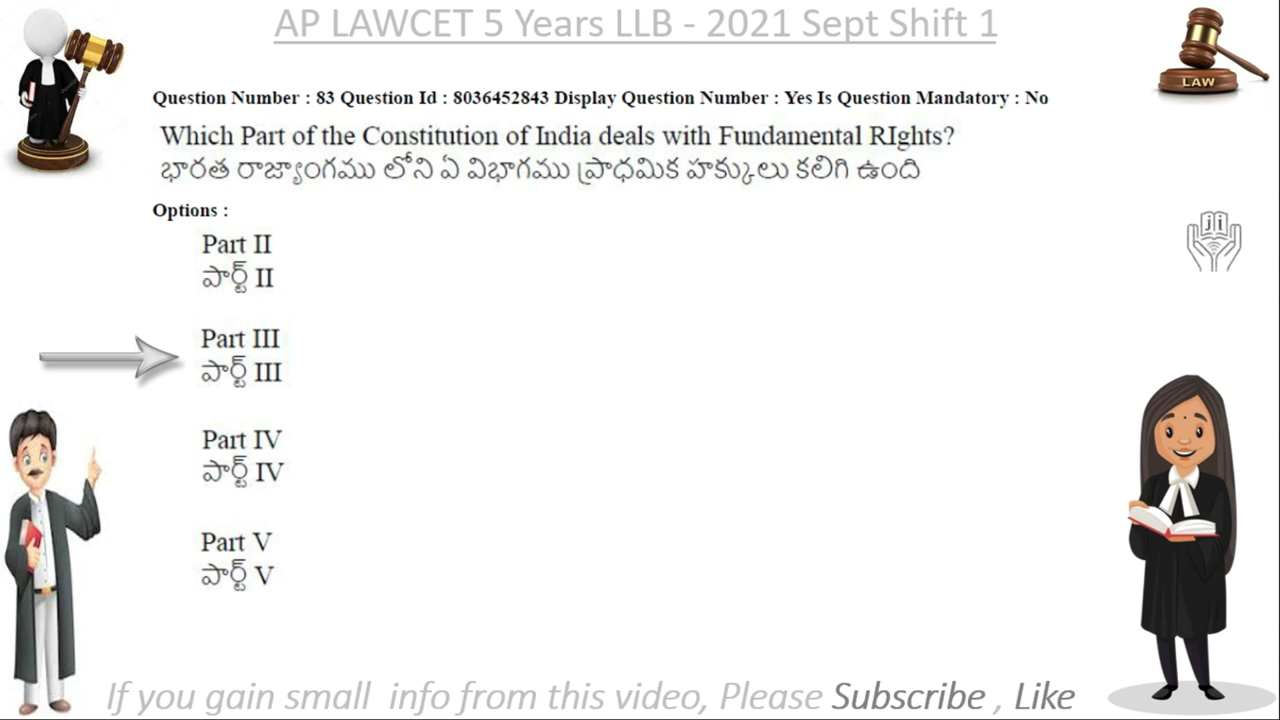 AP LAWCET 5 Years LLB - 2021 Sept Shift 1
LAW
Question Number : 83 Question Id : 8036452843 Display Question Number : Yes Is Question Mandatory : No
Which Part of the Constitution of India deals with Fundamental RIghts?
భారత రాజ్యాంగము లోని ఏ విభాగము ప్రాధమిక హక్కులు కలిగి ఉంది
Options :
ji
Part II
పార్ట్ II
Part III
పార్ట్ III
Part IV
పార్ట్ IV
Part V
పార్ట్ V
If you gain small info from this video, Please Subscribe , Like